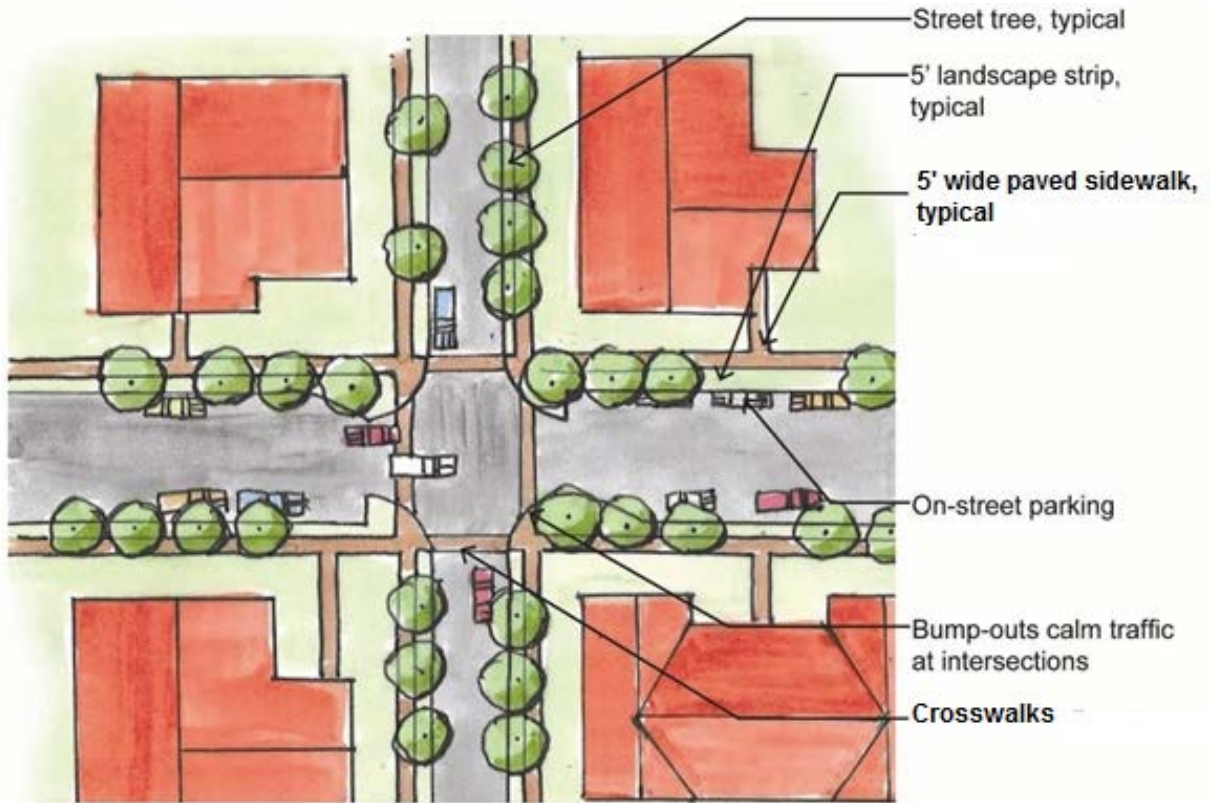 Street tree, typical
5' landscape strip,
typical
5' wide paved sidewalk,
typical
On-street parking
Bump-outs calm traffic
at intersections
Crosswalks